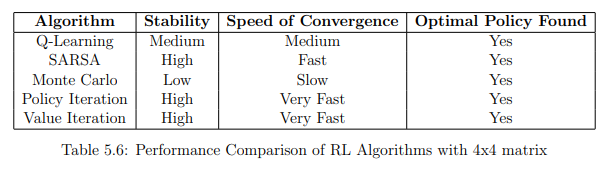 Algorithm Stability Speed of Convergence Optimal Policy Found
Q-Learning Medium Medium Yes
SARSA High Fast Yes
Monte Carlo Low Slow Yes
Policy Iteration High Very Fast Yes
Value Iteration High Very Fast Yes
Table 5.6: Performance Comparison of RL Algorithms with 4x4 matrix